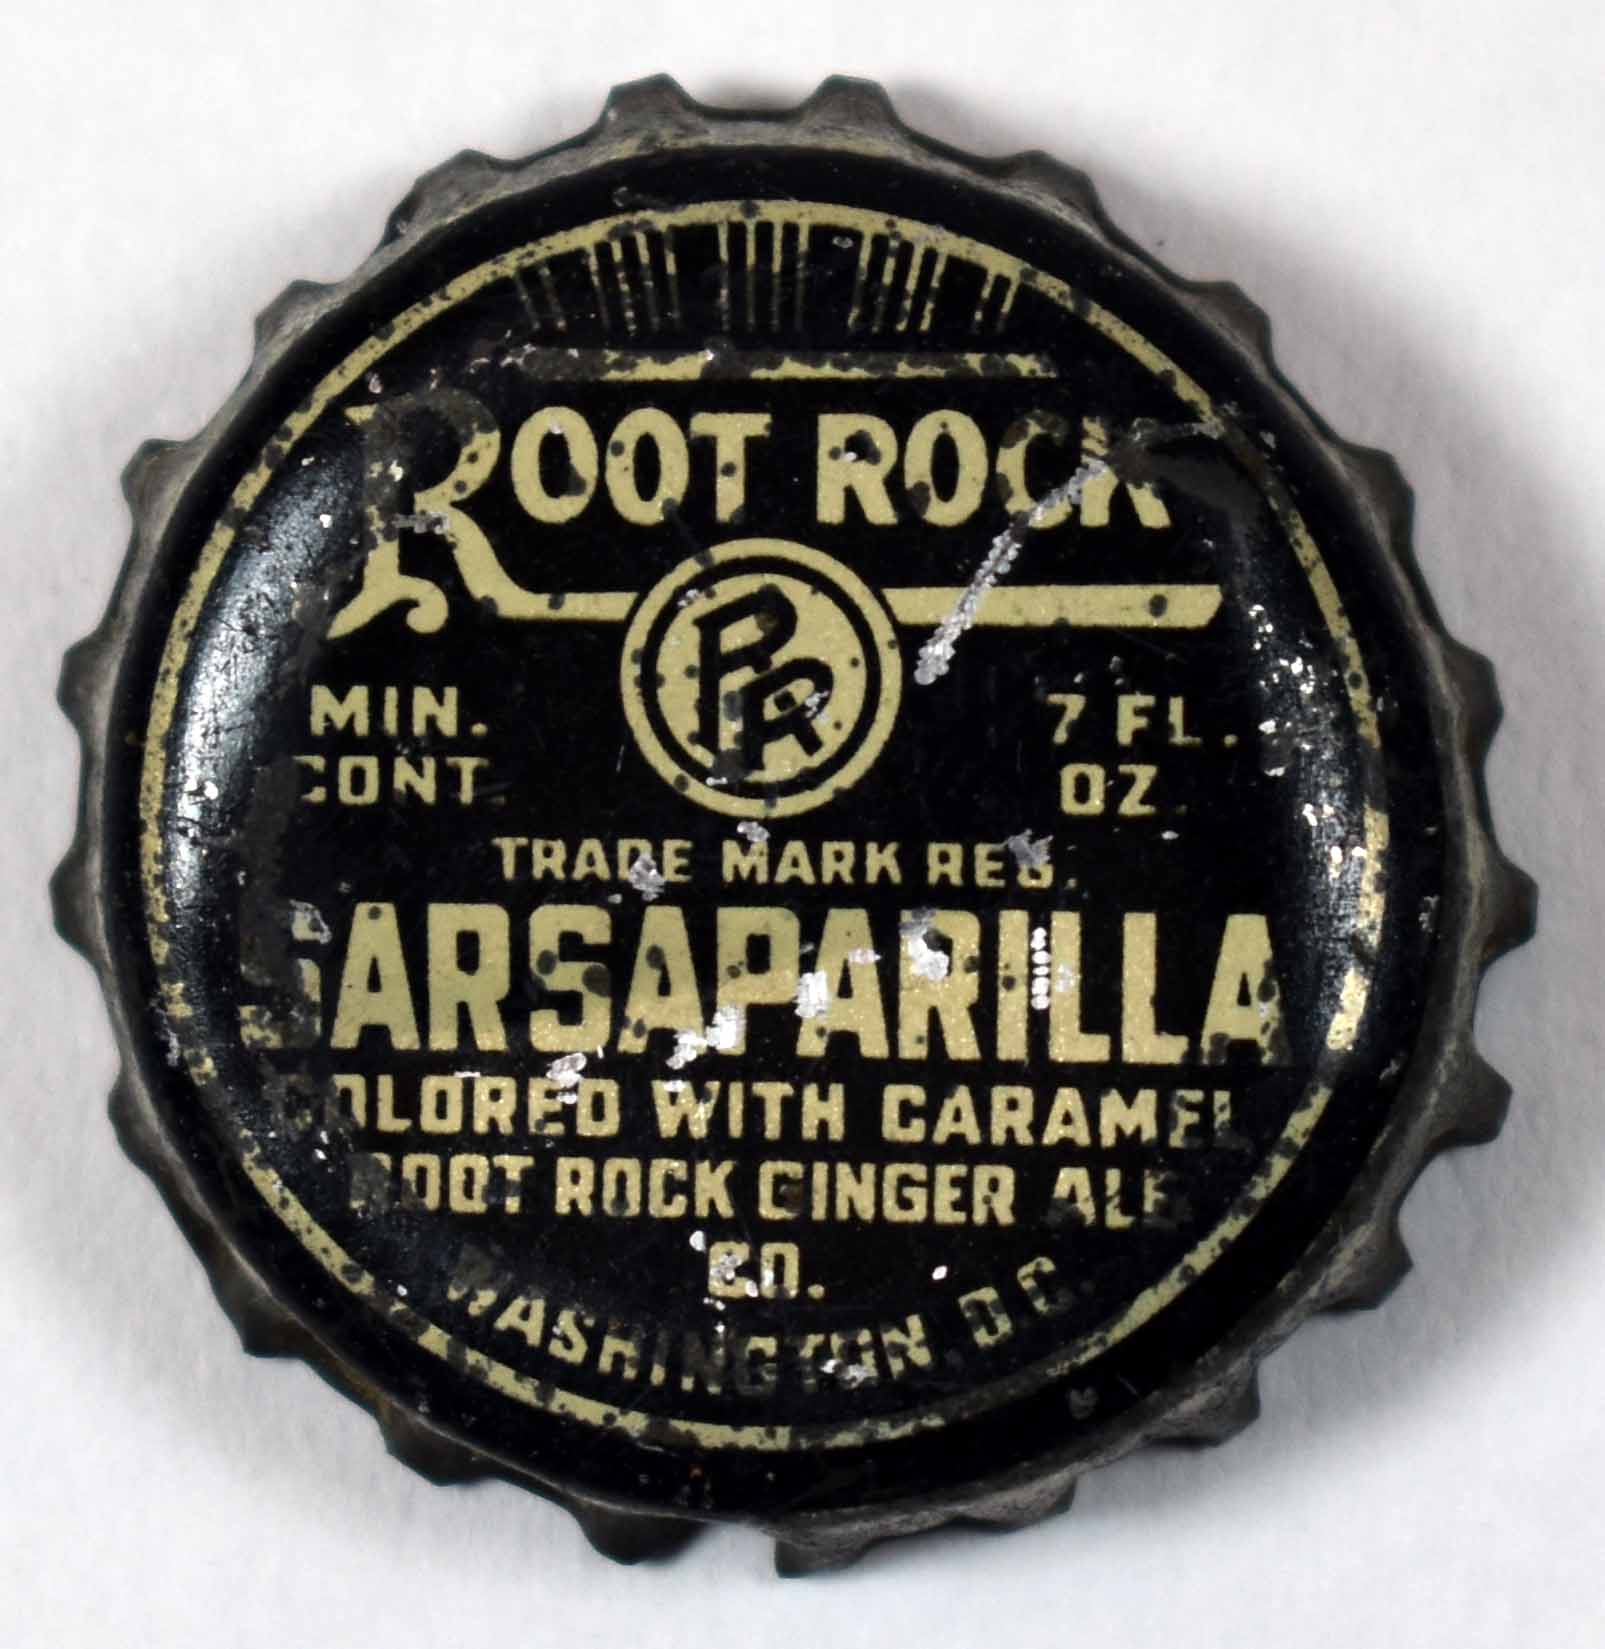 ROOT ROCK
RR
MIN. CONT.
7 FL. OZ.
TRADE MARK REG.
SARSAPARILLA
COLORED WITH CARAMEL
ROOT ROCK GINGER ALE
CO.
WASHINGTON, D.C.